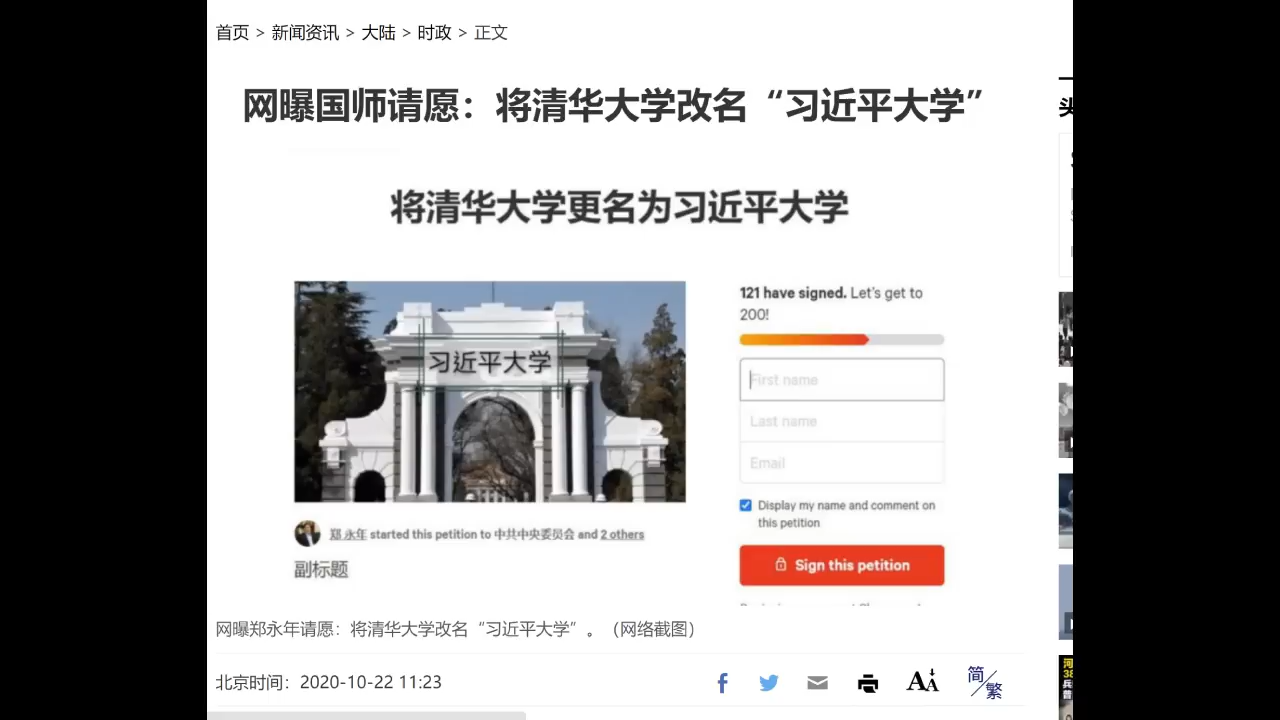 首页 > 新闻资讯 > 大陆 > 时政 > 正文
网曝国师请愿：将清华大学改名“习近平大学”
将清华大学更名为习近平大学
习近平大学
121 have signed. Let's get to
200!
First name
Last name
Email
Display my name and comment on
this petition
Sign this petition
郑 永年 started this petition to 中共中央委员会 and 2 others
副标题
网曝郑永年请愿：将清华大学改名“习近平大学”。（网络截图）
北京时间：2020-10-22 11:23
简/繁